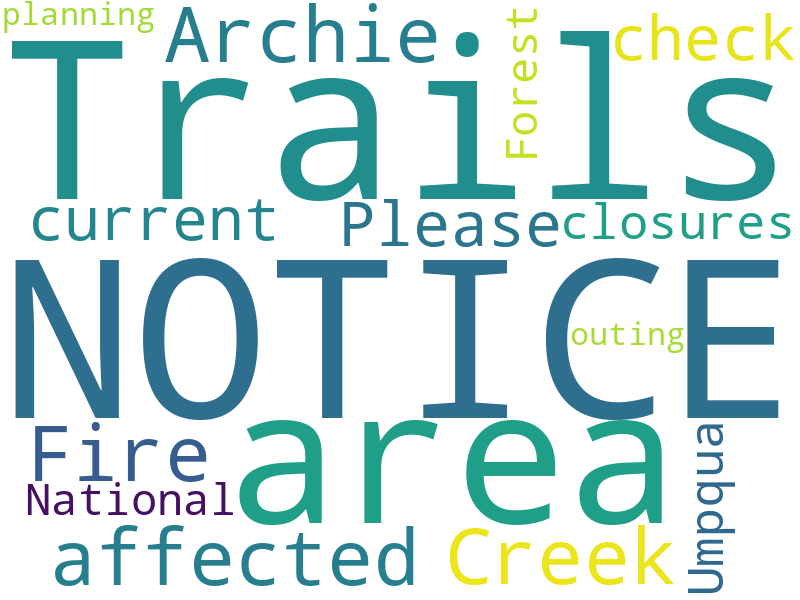 planning
Archie
Forest
check
Trails
current
Please
closures
NOTICE
outing
Fire
area
Umpqua
National
affected
Creek